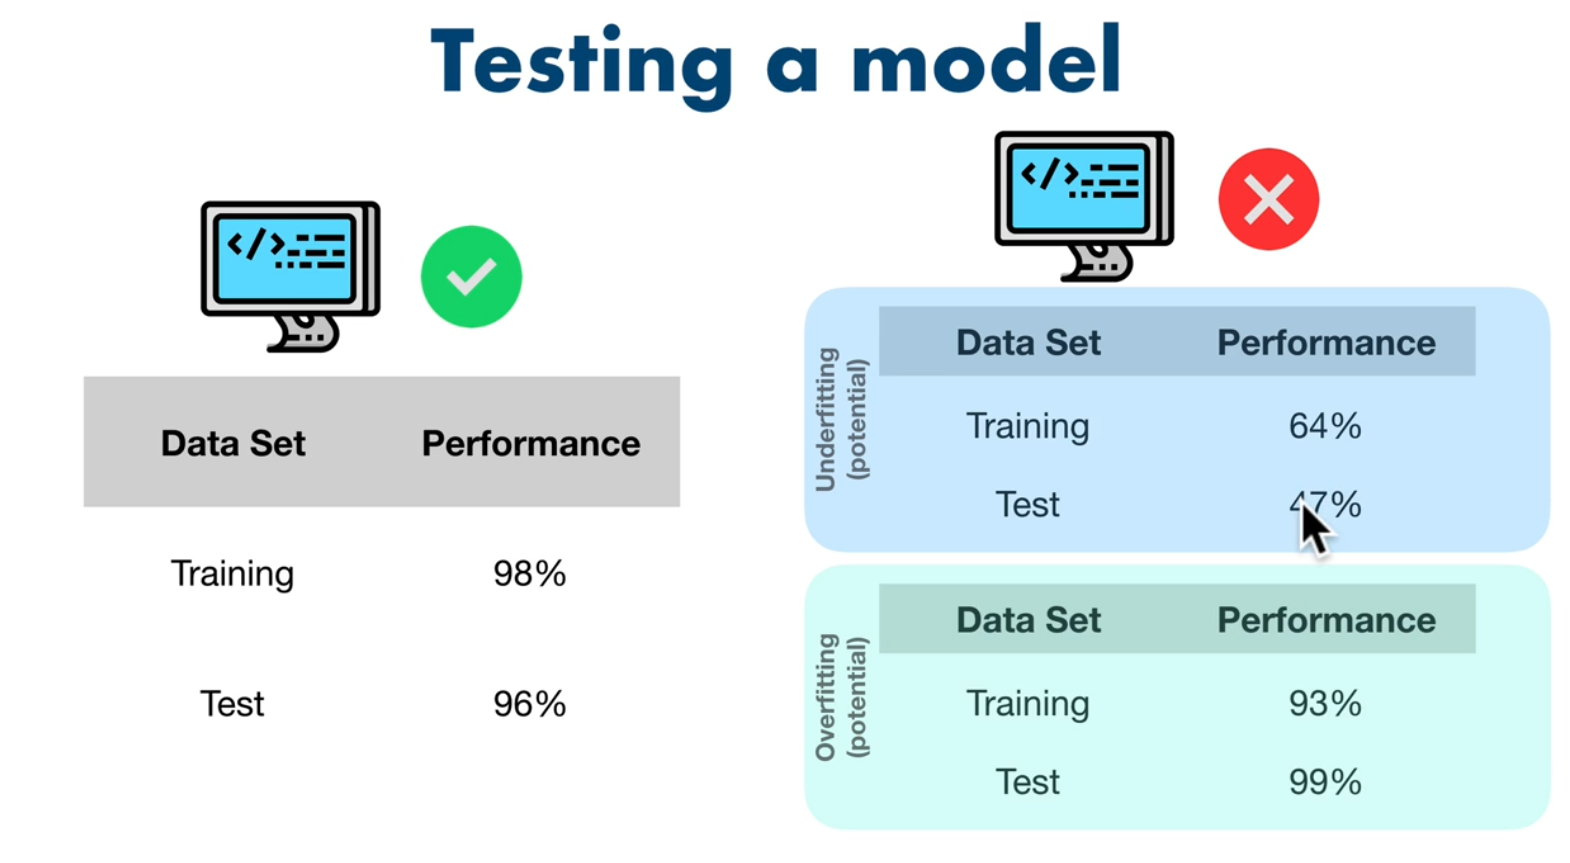 Testing a model
</>
Data Set Performance
Training 98%
Test 96%
</>
Underfitting
(potential)
Data Set Performance
Training 64%
Test 47%
Overfitting
(potential)
Data Set Performance
Training 93%
Test 99%